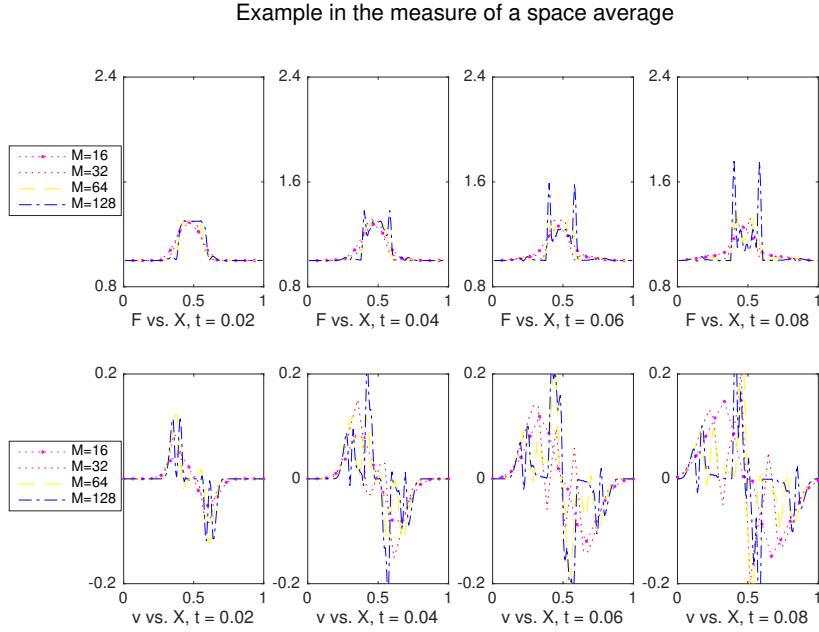 Example in the measure of a space average
2.4
1.6
0.8
0 0.5 1
F vs. X, t = 0.02
2.4
1.6
0.8
0 0.5 1
F vs. X, t = 0.04
2.4
1.6
0.8
0 0.5 1
F vs. X, t = 0.06
2.4
1.6
0.8
0 0.5 1
F vs. X, t = 0.08
M=16
M=32
M=64
M=128
0.2
0
-0.2
0 0.5 1
v vs. X, t = 0.02
0.2
0
-0.2
0 0.5 1
v vs. X, t = 0.04
0.2
0
-0.2
0 0.5 1
v vs. X, t = 0.06
0.2
0
-0.2
0 0.5 1
v vs. X, t = 0.08
M=16
M=32
M=64
M=128